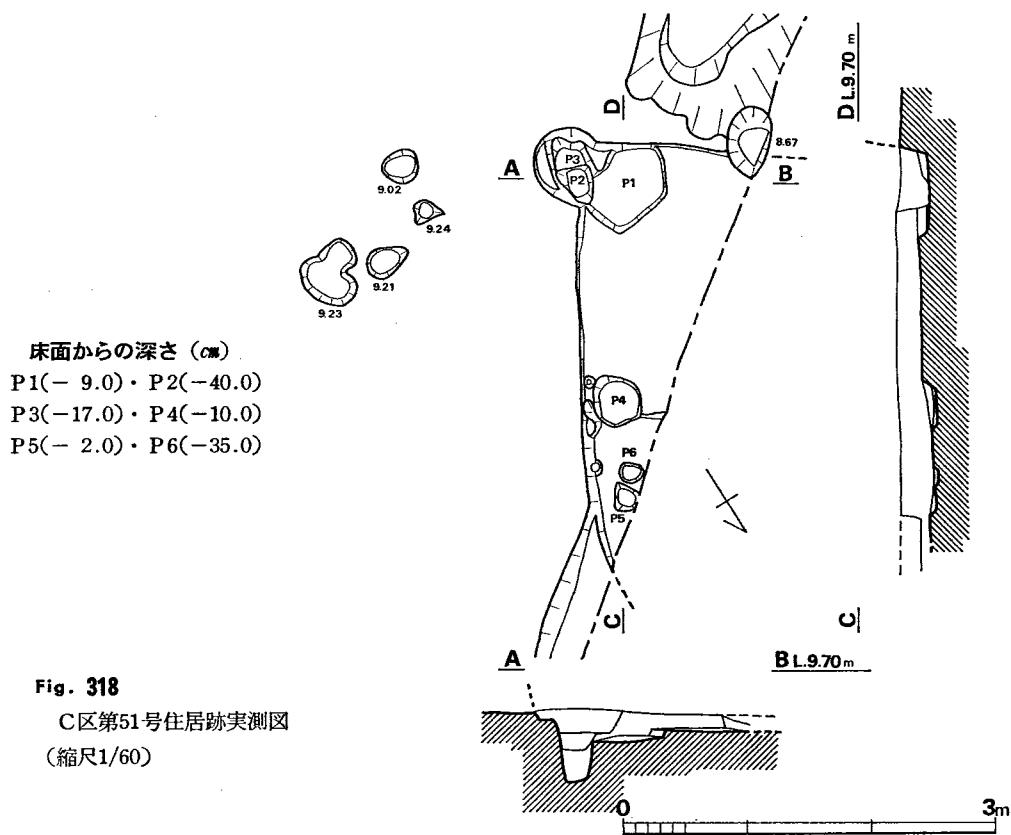 D L.9.70 m
D
8.67
A
P3
P2
P1
B
9.02
9.24
9.21
9.23
床面からの深さ (cm)
P1(- 9.0)・P2(-40.0)
P3(-17.0)・P4(-10.0)
P5(- 2.0)・P6(-35.0)
P4
P6
P5
C
C
A
B L.9.70 m
Fig. 318
C区第51号住居跡実測図
(縮尺1/60)
0
3m